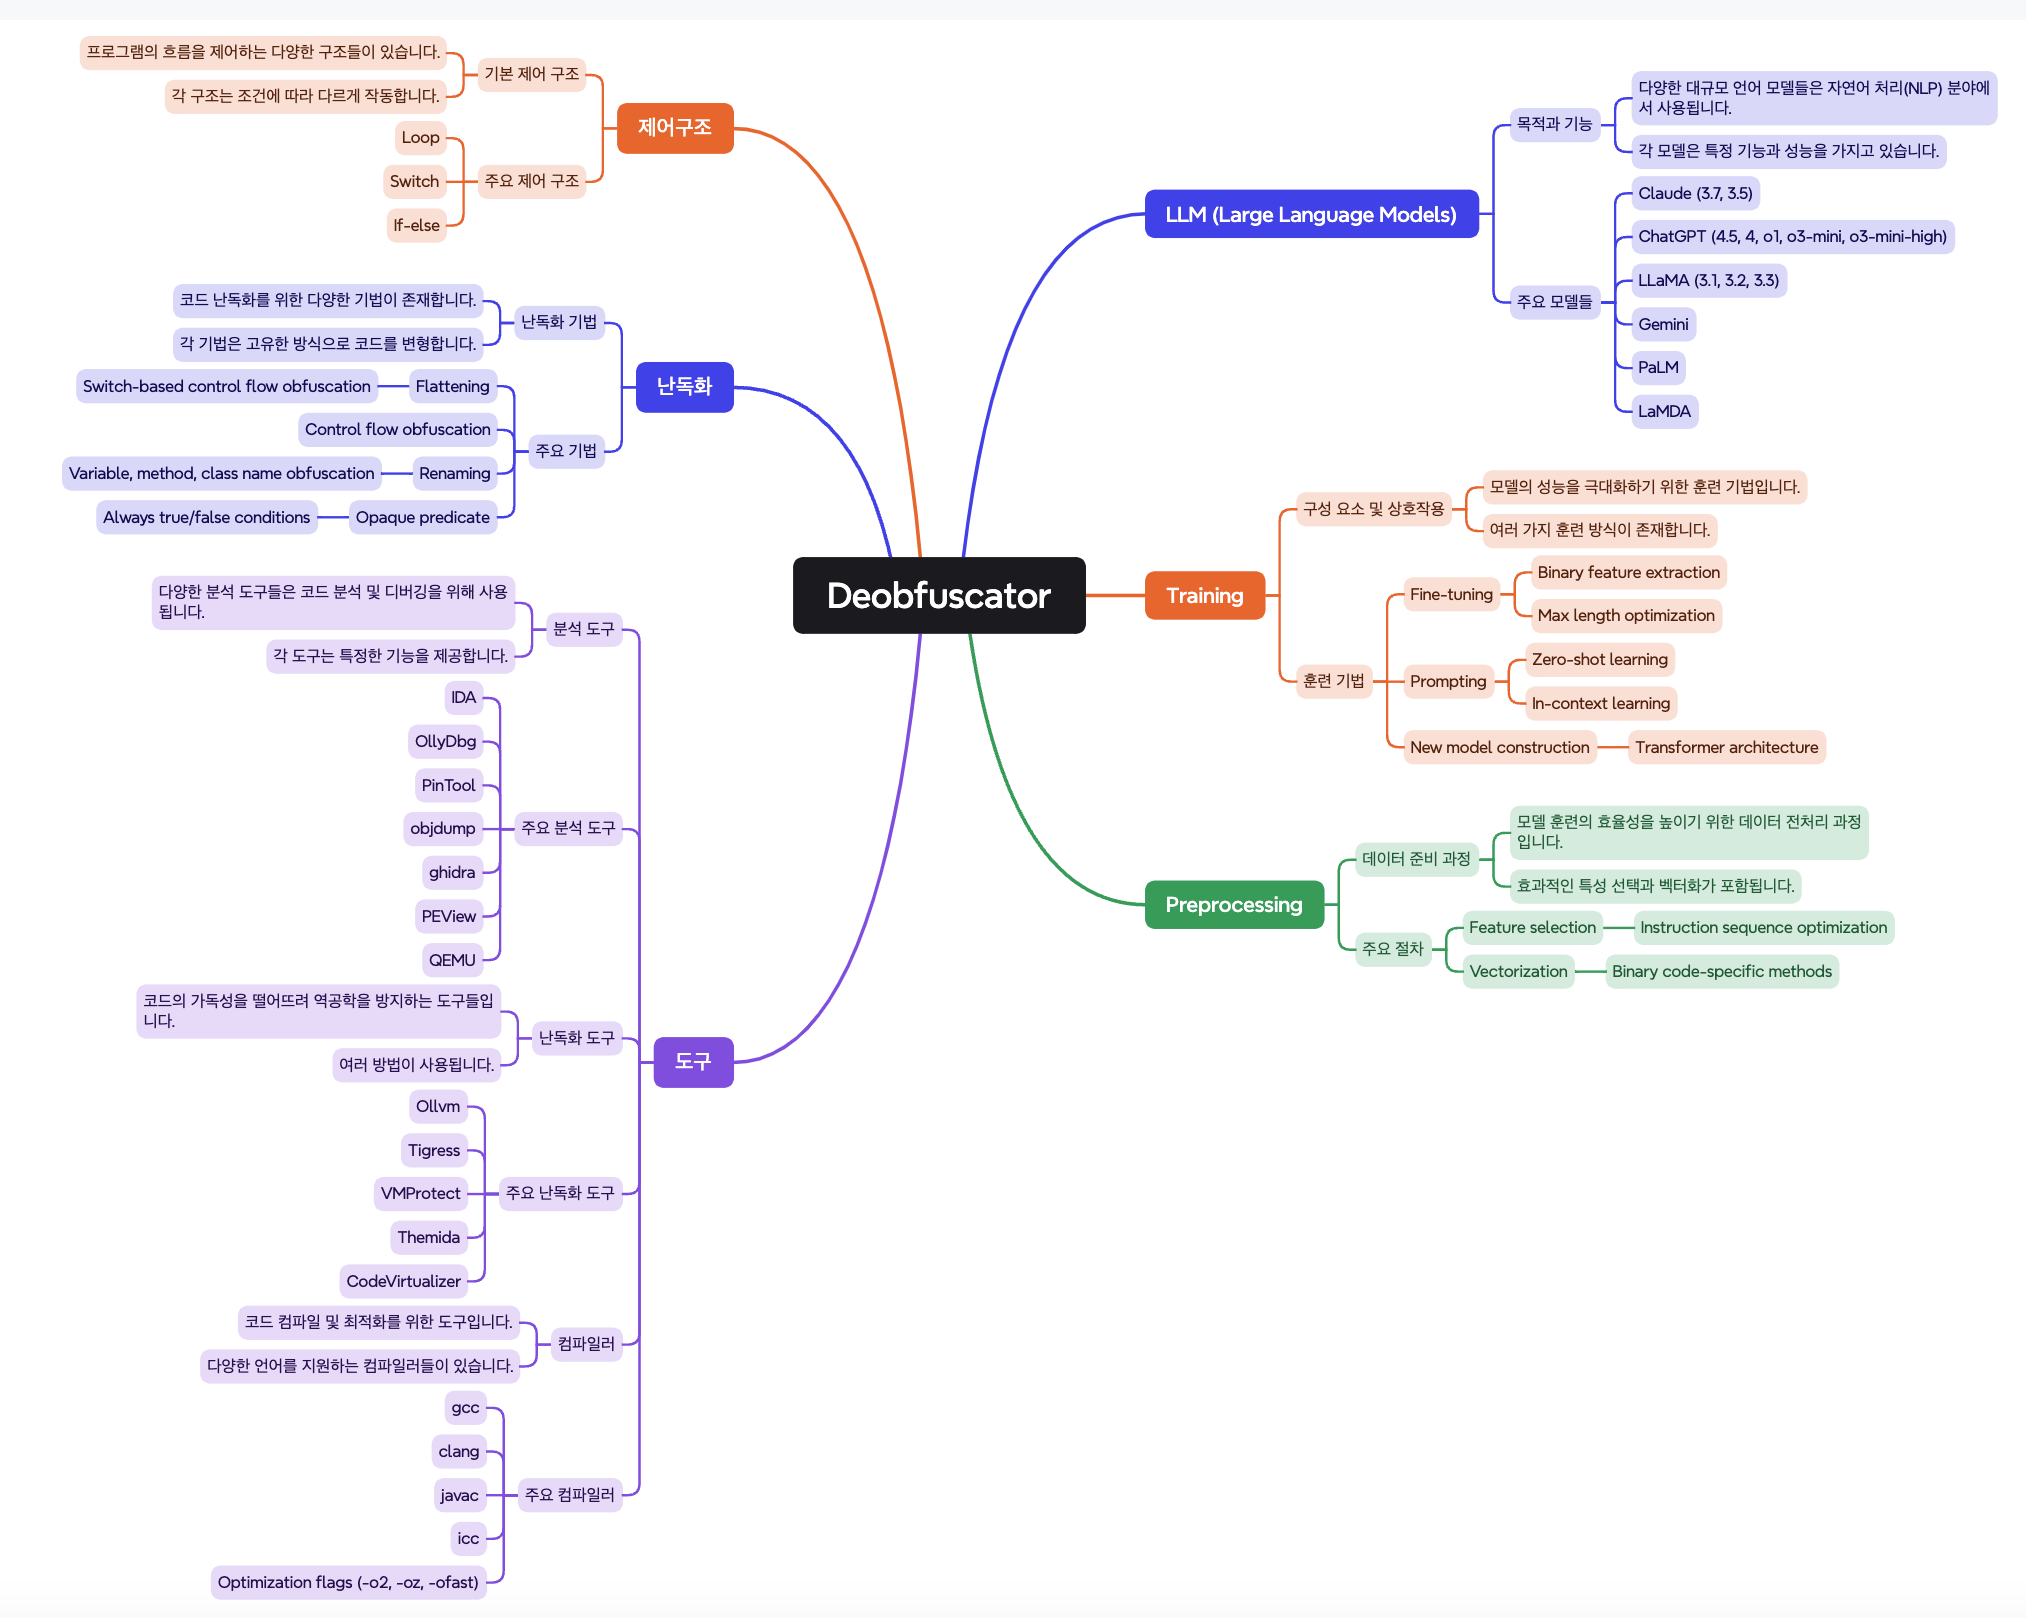 Deobfuscator
제어구조
기본 제어 구조
프로그램의 흐름을 제어하는 다양한 구조들이 있습니다.
각 구조는 조건에 따라 다르게 작동합니다.
주요 제어 구조
Loop
Switch
If-else
난독화
난독화 기법
코드 난독화를 위한 다양한 기법이 존재합니다.
각 기법은 고유한 방식으로 코드를 변형합니다.
주요 기법
Flattening
Switch-based control flow obfuscation
Control flow obfuscation
Renaming
Variable, method, class name obfuscation
Opaque predicate
Always true/false conditions
도구
분석 도구
다양한 분석 도구들은 코드 분석 및 디버깅을 위해 사용
됩니다.
각 도구는 특정한 기능을 제공합니다.
주요 분석 도구
IDA
OllyDbg
PinTool
objdump
ghidra
PEView
QEMU
난독화 도구
코드의 가독성을 떨어뜨려 역공학을 방지하는 도구들입
니다.
여러 방법이 사용됩니다.
주요 난독화 도구
Ollvm
Tigress
VMProtect
Themida
CodeVirtualizer
컴파일러
코드 컴파일 및 최적화를 위한 도구입니다.
다양한 언어를 지원하는 컴파일러들이 있습니다.
주요 컴파일러
gcc
clang
javac
icc
Optimization flags (-o2, -oz, -ofast)
LLM (Large Language Models)
목적과 기능
다양한 대규모 언어 모델들은 자연어 처리(NLP) 분야에
서 사용됩니다.
각 모델은 특정 기능과 성능을 가지고 있습니다.
주요 모델들
Claude (3.7, 3.5)
ChatGPT (4.5, 4, o1, o3-mini, o3-mini-high)
LLaMA (3.1, 3.2, 3.3)
Gemini
PaLM
LaMDA
Training
구성 요소 및 상호작용
모델의 성능을 극대화하기 위한 훈련 기법입니다.
여러 가지 훈련 방식이 존재합니다.
훈련 기법
Fine-tuning
Binary feature extraction
Max length optimization
Prompting
Zero-shot learning
In-context learning
New model construction
Transformer architecture
Preprocessing
데이터 준비 과정
모델 훈련의 효율성을 높이기 위한 데이터 전처리 과정
입니다.
효과적인 특성 선택과 벡터화가 포함됩니다.
주요 절차
Feature selection
Instruction sequence optimization
Vectorization
Binary code-specific methods